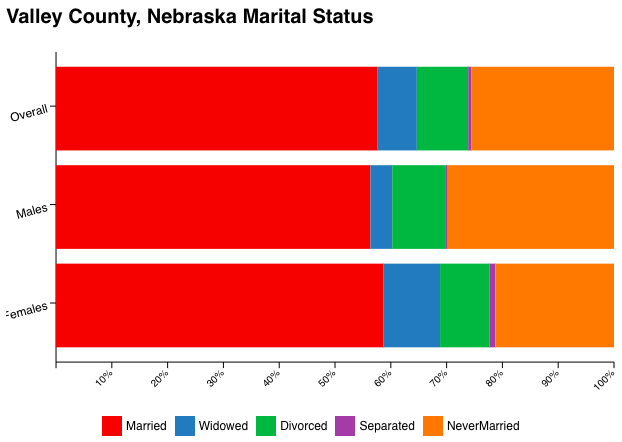 Valley County, Nebraska Marital Status
Overall
Males
Females
10%
20%
30%
40%
50%
60%
70%
80%
90%
100%
Married
Widowed
Divorced
Separated
NeverMarried